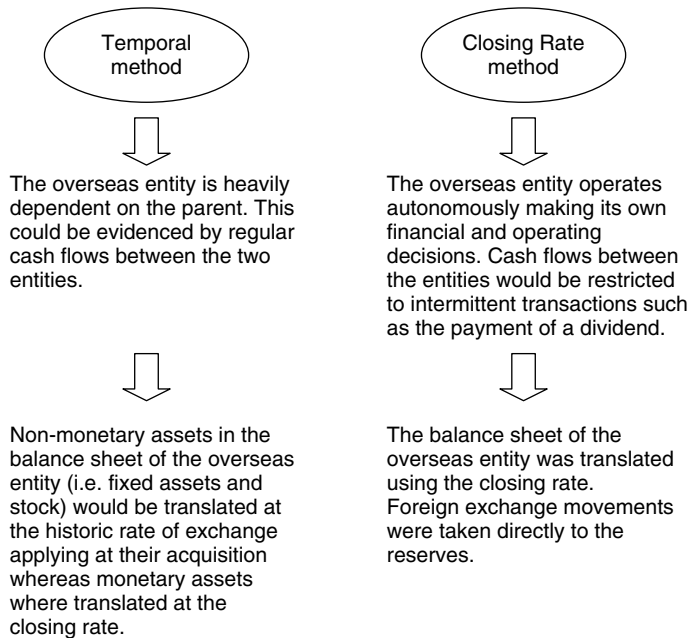 Temporal
method
The overseas entity is heavily
dependent on the parent. This
could be evidenced by regular
cash flows between the two
entities.
Non-monetary assets in the
balance sheet of the overseas
entity (i.e. fixed assets and
stock) would be translated at
the historic rate of exchange
applying at their acquisition
whereas monetary assets
where translated at the
closing rate.
Closing Rate
method
The overseas entity operates
autonomously making its own
financial and operating
decisions. Cash flows between
the entities would be restricted
to intermittent transactions such
as the payment of a dividend.
The balance sheet of the
overseas entity was translated
using the closing rate.
Foreign exchange movements
were taken directly to the
reserves.